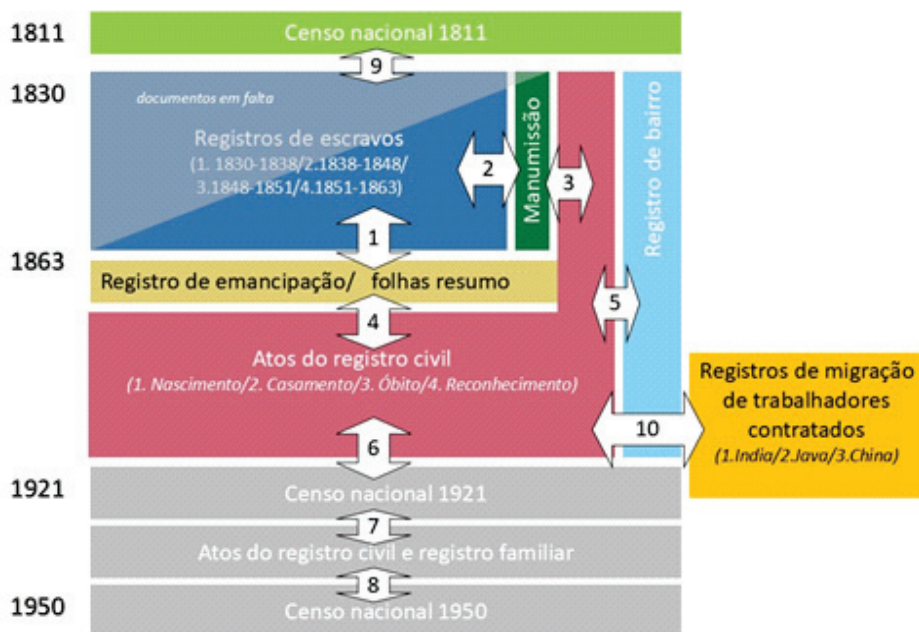 1811
Censo nacional 1811
9
1830
documentos em falta
Registros de escravos
(1. 1830-1838/2.1838-1848/
3.1848-1851/4.1851-1863)
2
Manumissão
3
Registro de bairro
1
1863
Registro de emancipação/ folhas resumo
4
5
Atos do registro civil
(1. Nascimento/2. Casamento/3. Óbito/4. Reconhecimento)
Registros de migração
de trabalhadores
contratados
(1.India/2.Java/3.China)
10
6
1921
Censo nacional 1921
7
Atos do registro civil e registro familiar
8
1950
Censo nacional 1950